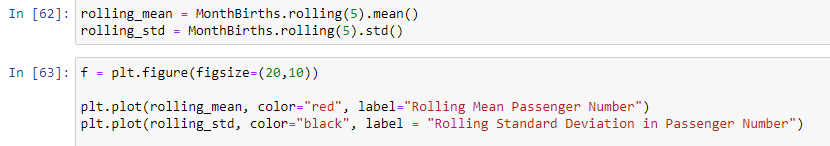 In [62]: rolling_mean = MonthBirths.rolling(5).mean()
rolling_std = MonthBirths.rolling(5).std()
In [63]: f = plt.figure(figsize=(20,10))
plt.plot(rolling_mean, color="red", label="Rolling Mean Passenger Number")
plt.plot(rolling_std, color="black", label = "Rolling Standard Deviation in Passenger Number")